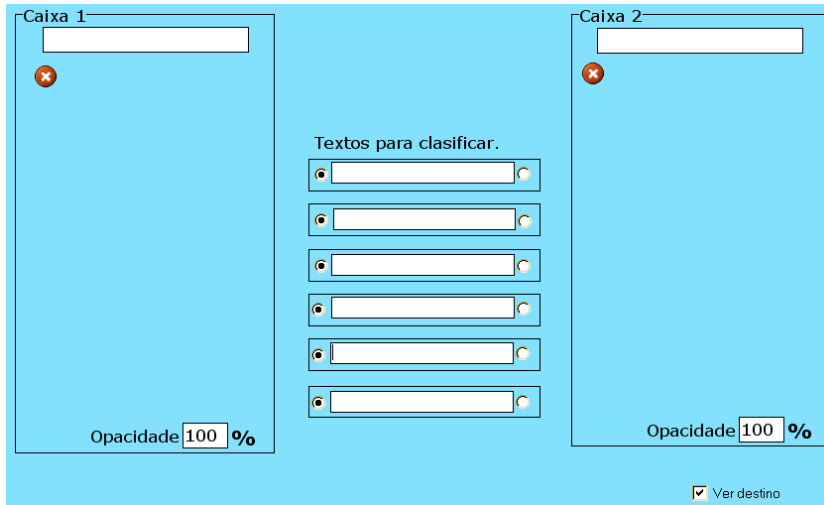 Caixa 1
Caixa 2
Textos para clasificar.
Opacidade 100 %
Opacidade 100 %
Ver destino